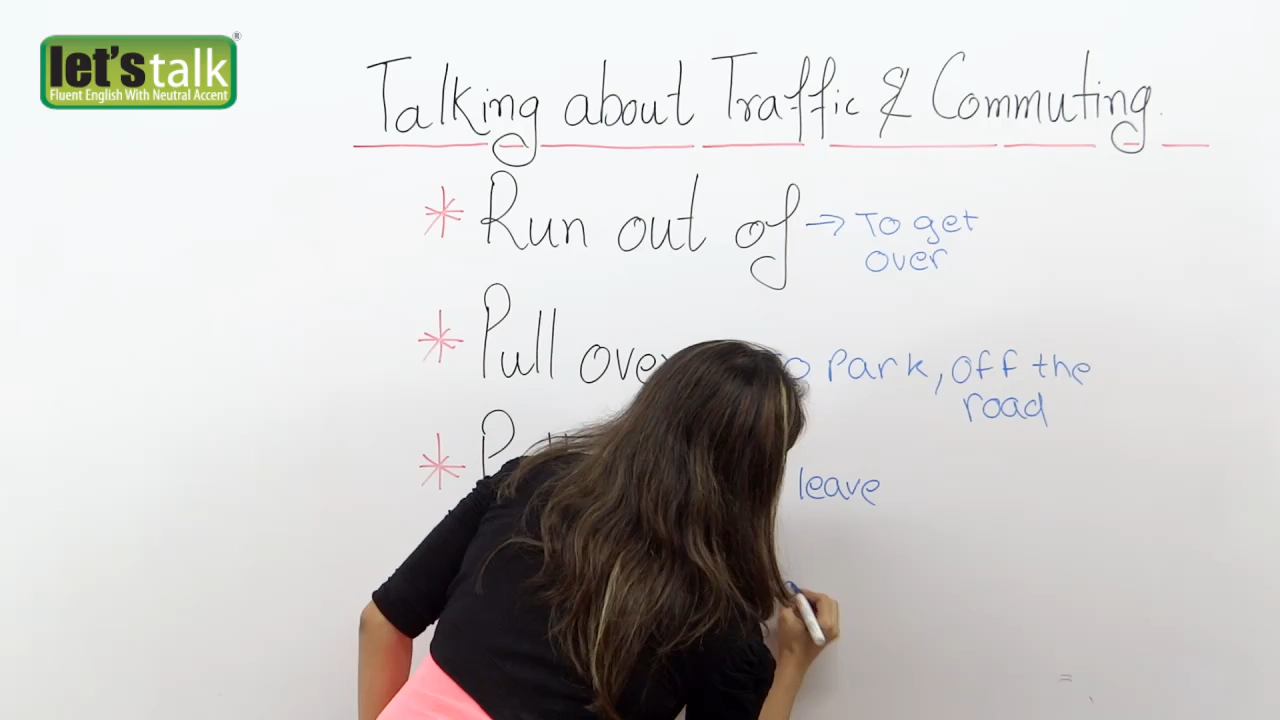 let's talk®
Fluent English With Neutral Accent
Talking about Traffic & Commuting.
* Run out of → To get
over
* Pull over park, off the
road
* leave